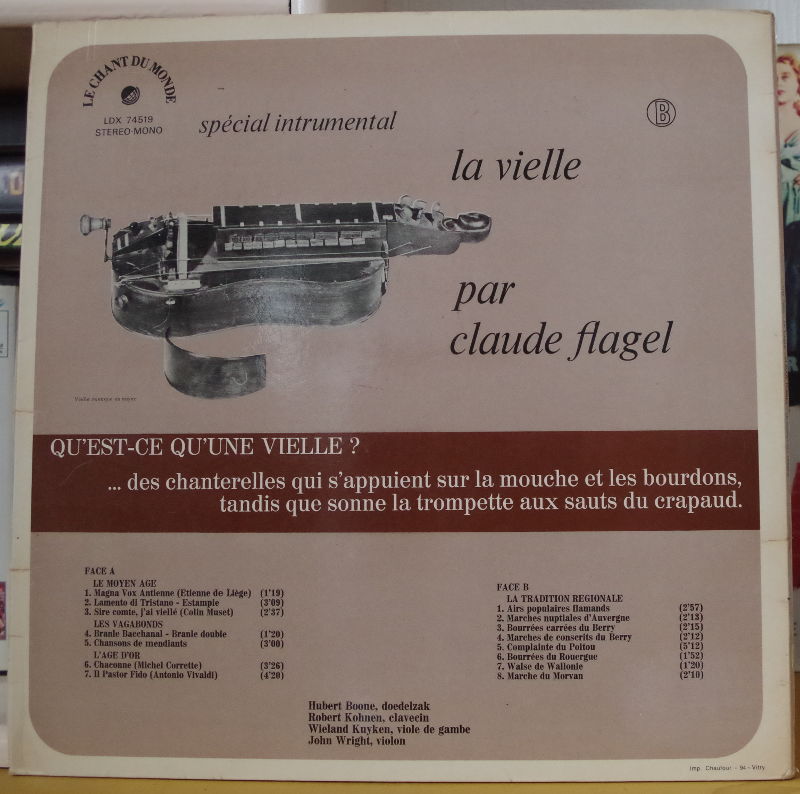 LE CHANT DU MONDE
LDX 74519
STEREO-MONO
spécial intrumental
B
la vielle
par
claude flagel
QU'EST-CE QU'UNE VIELLE ?
... des chanterelles qui s'appuient sur la mouche et les bourdons,
tandis que sonne la trompette aux sauts du crapaud.
FACE A
LE MOYEN AGE
1. Magna Vox Antienne (Etienne de Liège) (1'19)
2. Lamento di Tristano - Estampie (3'09)
3. Sire comte, j'ai viellé (Colin Muset) (2'37)
LES VAGABONDS
4. Branle Bacchanal - Branle double (1'20)
5. Chansons de mendiants (3'00)
L'AGE D'OR
6. Chaconne (Michel Corrette) (3'26)
7. Il Pastor Fido (Antonio Vivaldi) (4'20)
FACE B
LA TRADITION REGIONALE
1. Airs populaires flamands (2'57)
2. Marches nuptiales d'Auvergne (2'13)
3. Bourrées carrées du Berry (2'15)
4. Marches de conscrits du Berry (2'12)
5. Complainte du Poitou (5'12)
6. Bourrées du Rouergue (1'52)
7. Walse de Wallonie (1'20)
8. Marche du Morvan (2'10)
Hubert Boone, doedelzak
Robert Kohnen, clavecin
Wieland Kuyken, viole de gambe
John Wright, violon
Imp. Chaufour - 94 - Vitry